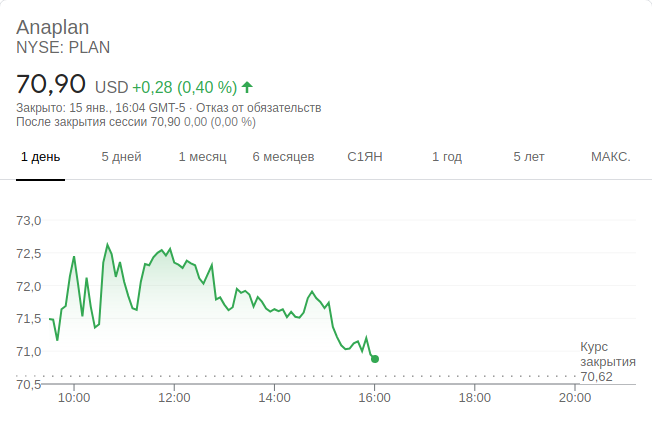 Anaplan
NYSE: PLAN
70,90 USD +0,28 (0,40 %)
Закрыто: 15 янв., 16:04 GMT-5 · Отказ от обязательств
После закрытия сессии 70,90 0,00 (0,00 %)
1 день 5 дней 1 месяц 6 месяцев С1ЯН 1 год 5 лет МАКС.
73,0
72,5
72,0
71,5
71,0
Курс
закрытия
70,62
70,5
10:00 12:00 14:00 16:00 18:00 20:00